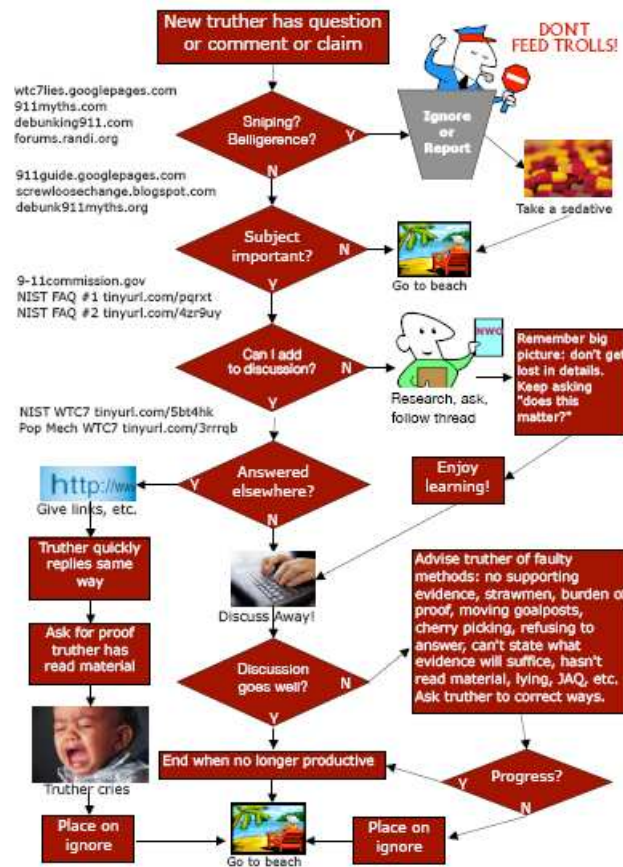 New truther has question
or comment or claim
DON'T
FEED TROLLS!
wtc7lies.googlepages.com
911myths.com
debunking911.com
forums.randi.org
Sniping?
Belligerence?
Y
N
Ignore
or
Report
911guide.googlepages.com
screwloosechange.blogspot.com
debunk911myths.org
Take a sedative
Subject
important?
N
Y
Go to beach
9-11commission.gov
NIST FAQ #1 tinyurl.com/pqrxt
NIST FAQ #2 tinyurl.com/4zr9uy
Can I add
to discussion?
N
Y
NWO
Research, ask,
follow thread
Remember big
picture: don't get
lost in details.
Keep asking
"does this
matter?"
NIST WTC7 tinyurl.com/5bt4hk
Pop Mech WTC7 tinyurl.com/3rrrqb
Answered
elsewhere?
Y
N
Enjoy
learning!
http://www
Give links, etc.
Truther quickly
replies same
way
Discuss Away!
Advise truther of faulty
methods: no supporting
evidence, strawmen, burden of
proof, moving goalposts,
cherry picking, refusing to
answer, can't state what
evidence will suffice, hasn't
read material, lying, JAQ, etc.
Ask truther to correct ways.
Ask for proof
truther has
read material
Discussion
goes well?
N
Y
Truther cries
End when no longer productive
Progress?
Y
N
Place on
ignore
Go to beach
Place on
ignore